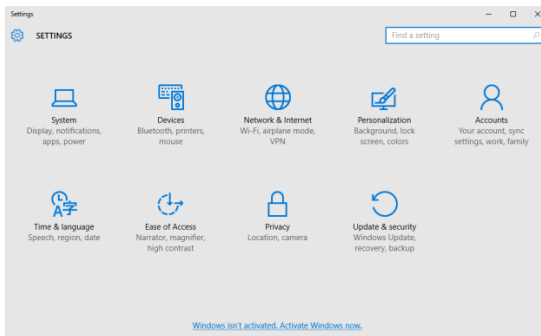 Settings
SETTINGS
Find a setting
System
Display, notifications,
apps, power
Devices
Bluetooth, printers,
mouse
Network & Internet
Wi-Fi, airplane mode,
VPN
Personalization
Background, lock
screen, colors
Accounts
Your account, sync
settings, work, family
Time & language
Speech, region, date
Ease of Access
Narrator, magnifier,
high contrast
Privacy
Location, camera
Update & security
Windows Update,
recovery, backup
Windows isn't activated. Activate Windows now.